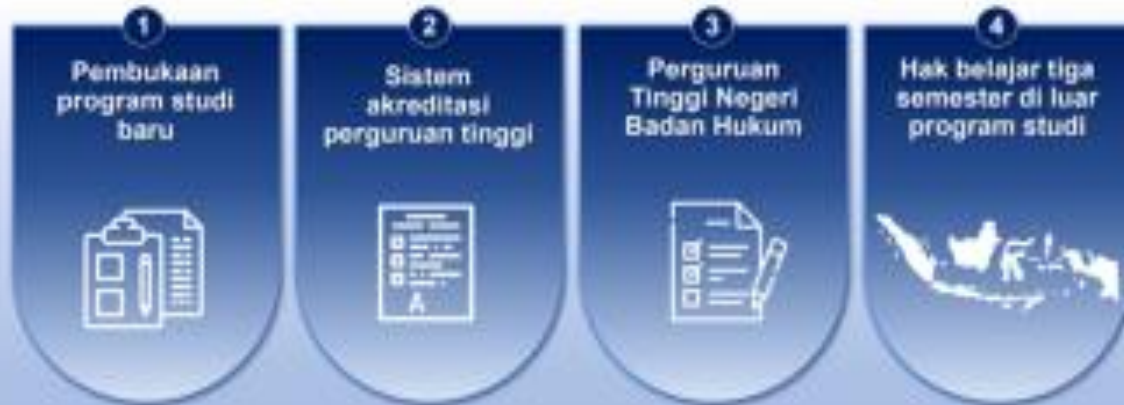 1
Pembukaan
program studi
baru
2
Sistem
akreditasi
perguruan tinggi
A
3
Perguruan
Tinggi Negeri
Badan Hukum
4
Hak belajar tiga
semester di luar
program studi